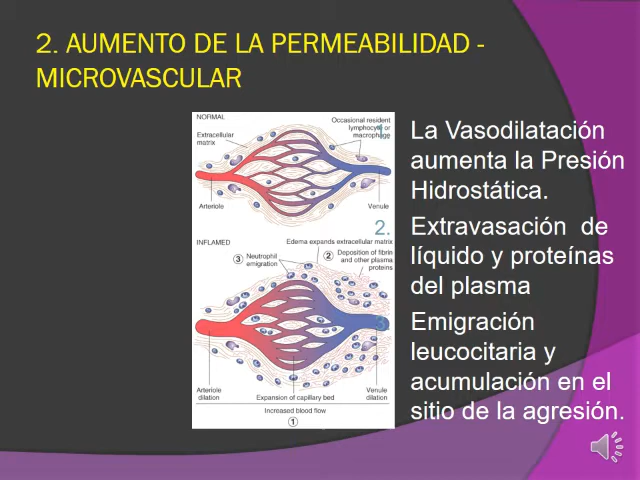 2. AUMENTO DE LA PERMEABILIDAD -
MICROVASCULAR
NORMAL
Occasional resident
lymphocyte or
macrophage
Extracellular
matrix
Arteriole
Venule
INFLAMED
Edema expands extracellular matrix
3 Neutrophil
emigration
2 Deposition of fibrin
and other plasma
proteins
Arteriole
dilation
Expansion of capillary bed
Venule
dilation
Increased blood flow
1
1.
La Vasodilatación
aumenta la Presión
Hidrostática.
2.
Extravasación de
líquido y proteínas
del plasma
3.
Emigración
leucocitaria y
acumulación en el
sitio de la agresión.